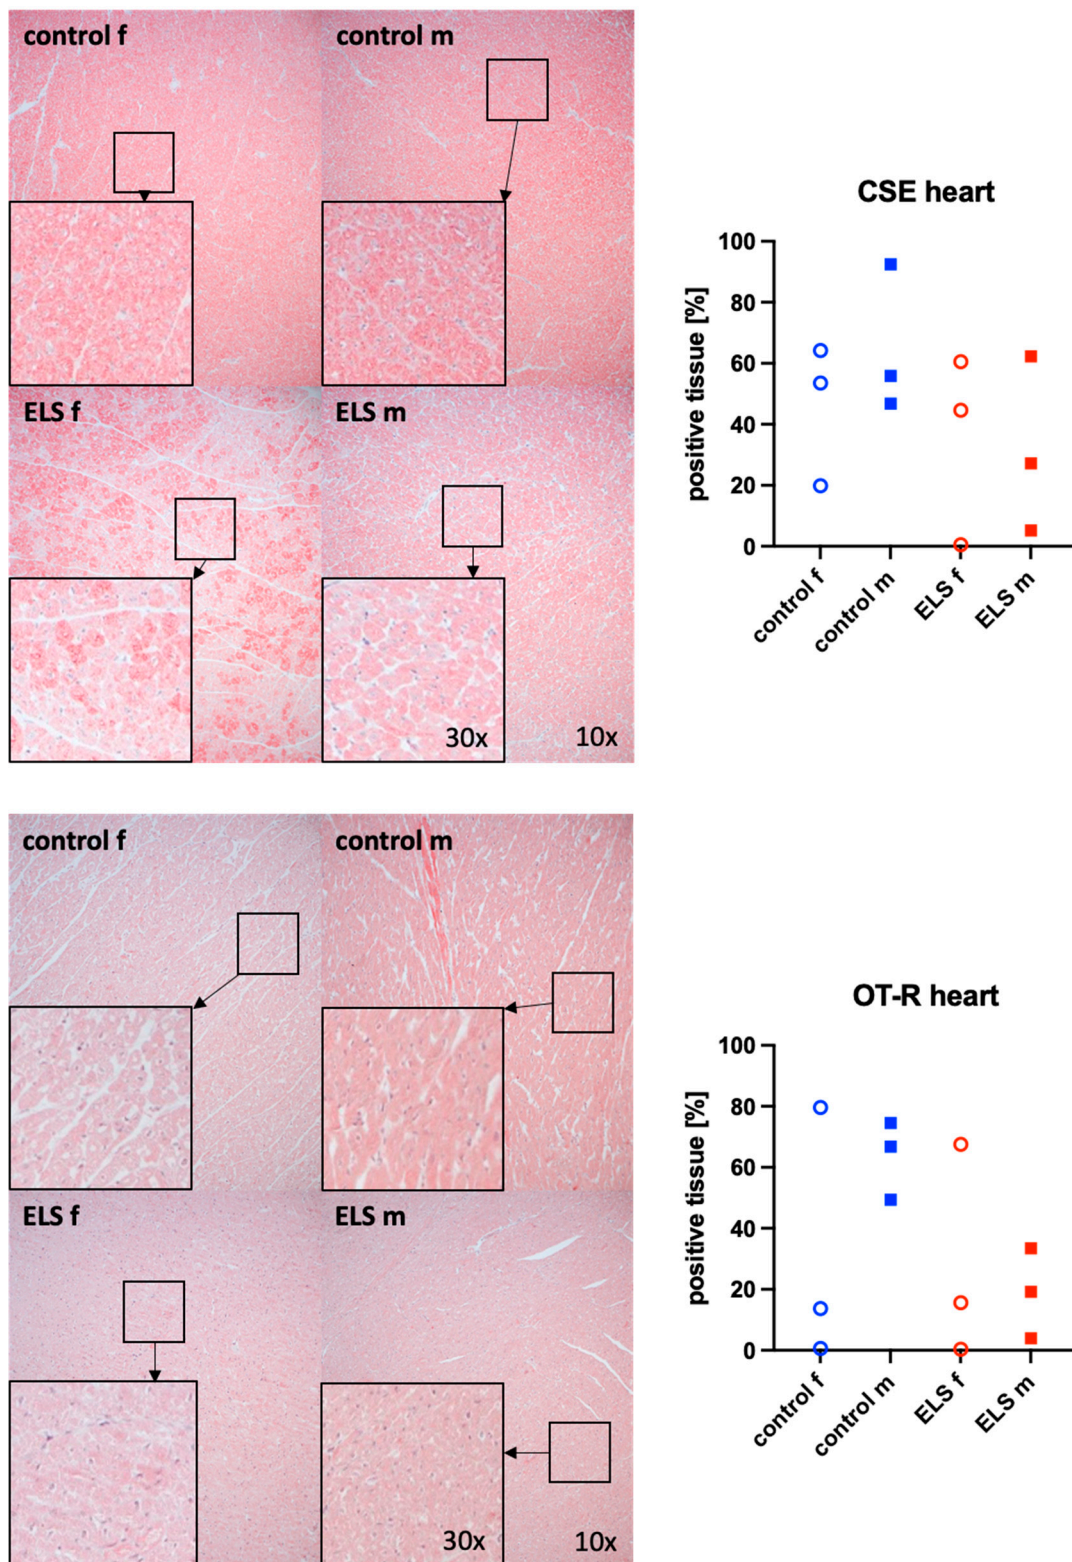 control f
control m
ELS f
ELS m
30x
10x
CSE heart
positive tissue [%]
100
80
60
40
20
0
control f
control m
ELS f
ELS m
control f
control m
ELS f
ELS m
30x
10x
OT-R heart
positive tissue [%]
100
80
60
40
20
0
control f
control m
ELS f
ELS m